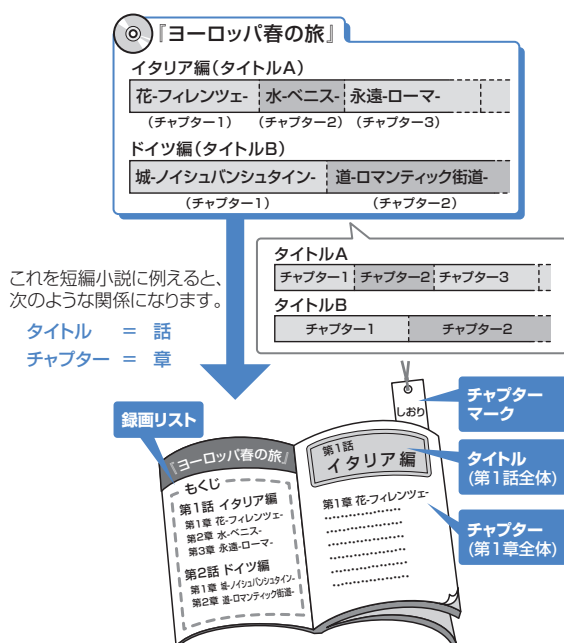 『ヨーロッパ春の旅』
イタリア編(タイトルA)
花-フィレンツェ- 水-ベニス- 永遠-ローマ-
(チャプター1) (チャプター2) (チャプター3)
ドイツ編(タイトルB)
城-ノイシュバンシュタイン- 道-ロマンティック街道-
(チャプター1) (チャプター2)
タイトルA
チャプター1 チャプター2 チャプター3
タイトルB
チャプター1 チャプター2
これを短編小説に例えると、
次のような関係になります。
タイトル = 話
チャプター = 章
録画リスト
『ヨーロッパ春の旅』
もくじ
第1話 イタリア編
第1章 花-フィレンツェ-
第2章 水-ベニス-
第3章 永遠-ローマ-
第2話 ドイツ編
第1章 城-ノイシュバンシュタイン-
第2章 道-ロマンティック街道-
しおり
第1話
イタリア編
第1章 花-フィレンツェ-
チャプター
マーク
タイトル
(第1話全体)
チャプター
(第1章全体)